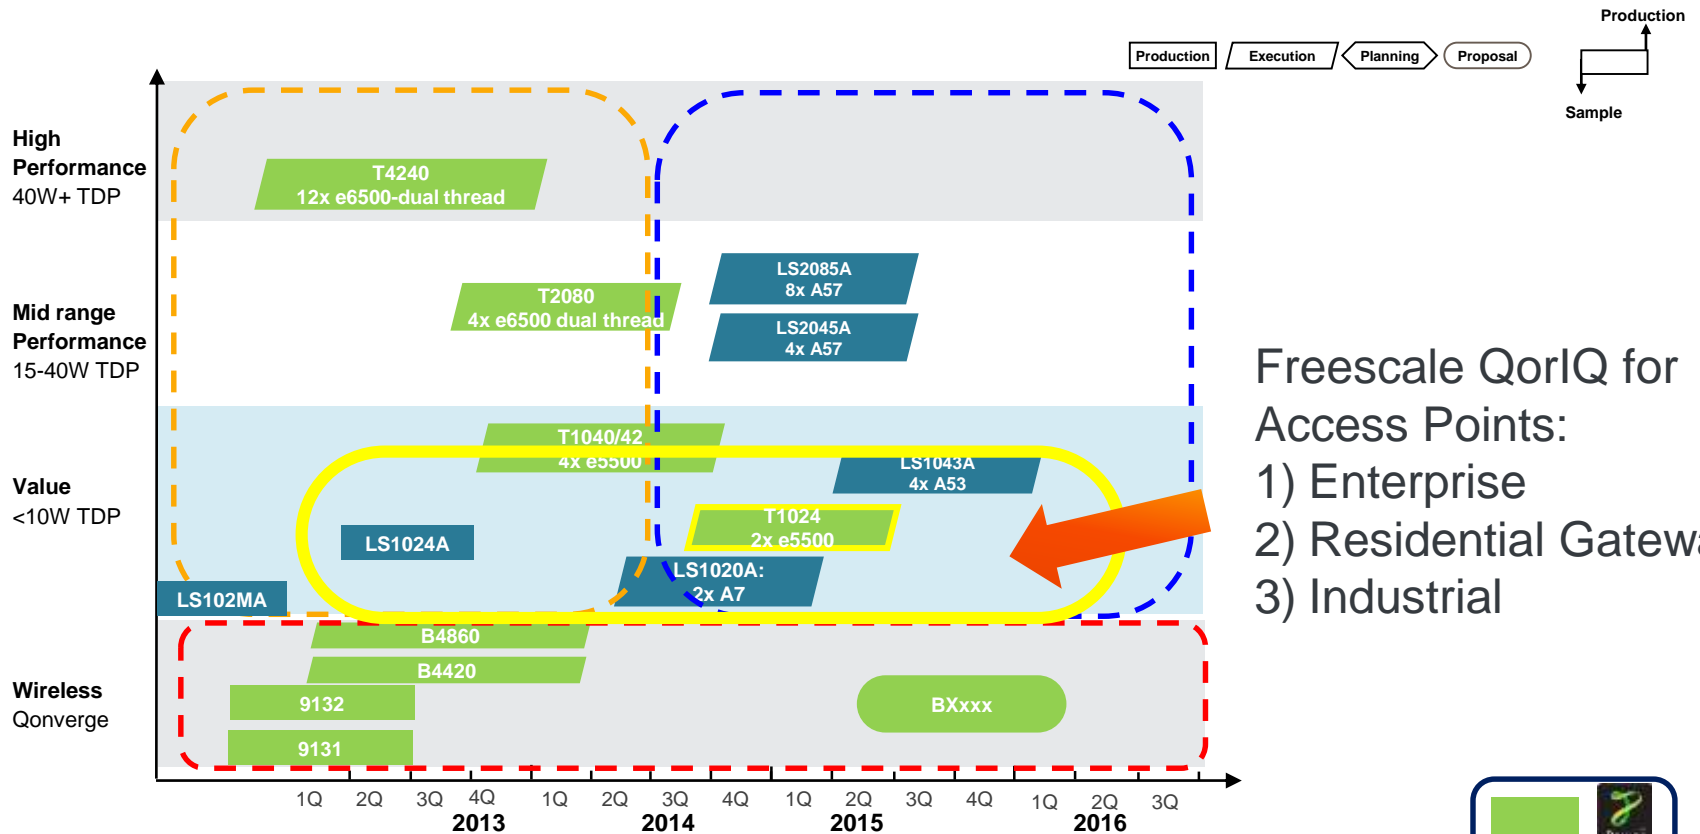 Production
Production
Execution
Planning
Proposal
Sample
High
Performance
40W+ TDP
T4240
12x e6500-dual thread
Mid range
Performance
15-40W TDP
LS2085A
8x A57
T2080
4x e6500 dual thread
LS2045A
4x A57
Freescale QorIQ for
Access Points:
1) Enterprise
2) Residential Gatewa
3) Industrial
Value
<10W TDP
T1040/42
4x e5500
LS1043A
4x A53
T1024
2x e5500
LS1024A
LS1020A:
2x A7
LS102MA
Wireless
Qonverge
B4860
B4420
9132
BXxxx
9131
1Q 2Q 3Q 4Q 1Q 2Q 3Q 4Q 1Q 2Q 3Q 4Q 1Q 2Q 3Q
2013 2014 2015 2016